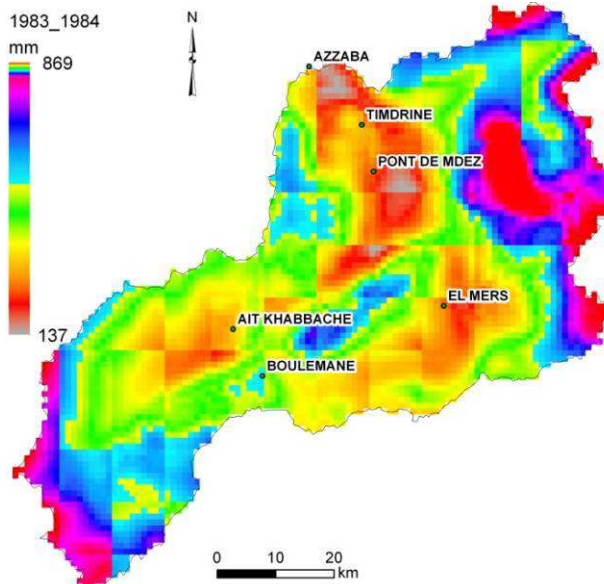 1983_1984
mm
869
137
N
AZZABA
TIMDRINE
PONT DE MDEZ
EL MERS
AIT KHABBACHE
BOULEMANE
0 10 20
km